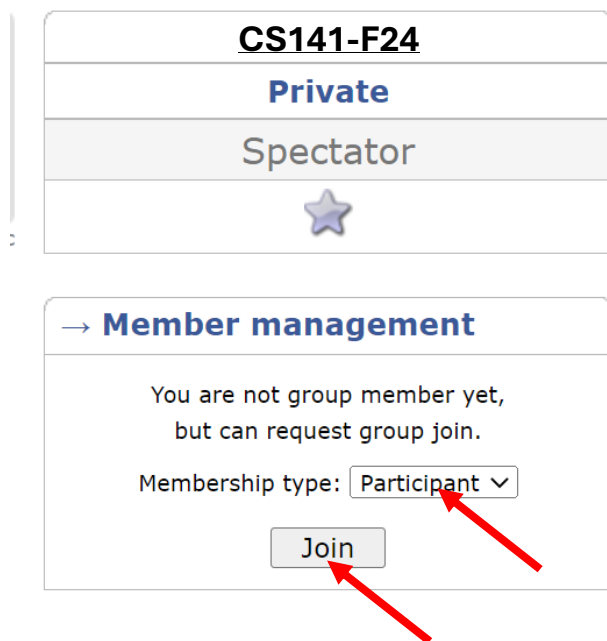 CS141-F24
Private
Spectator
→ Member management
You are not group member yet,
but can request group join.
Membership type: Participant
Join